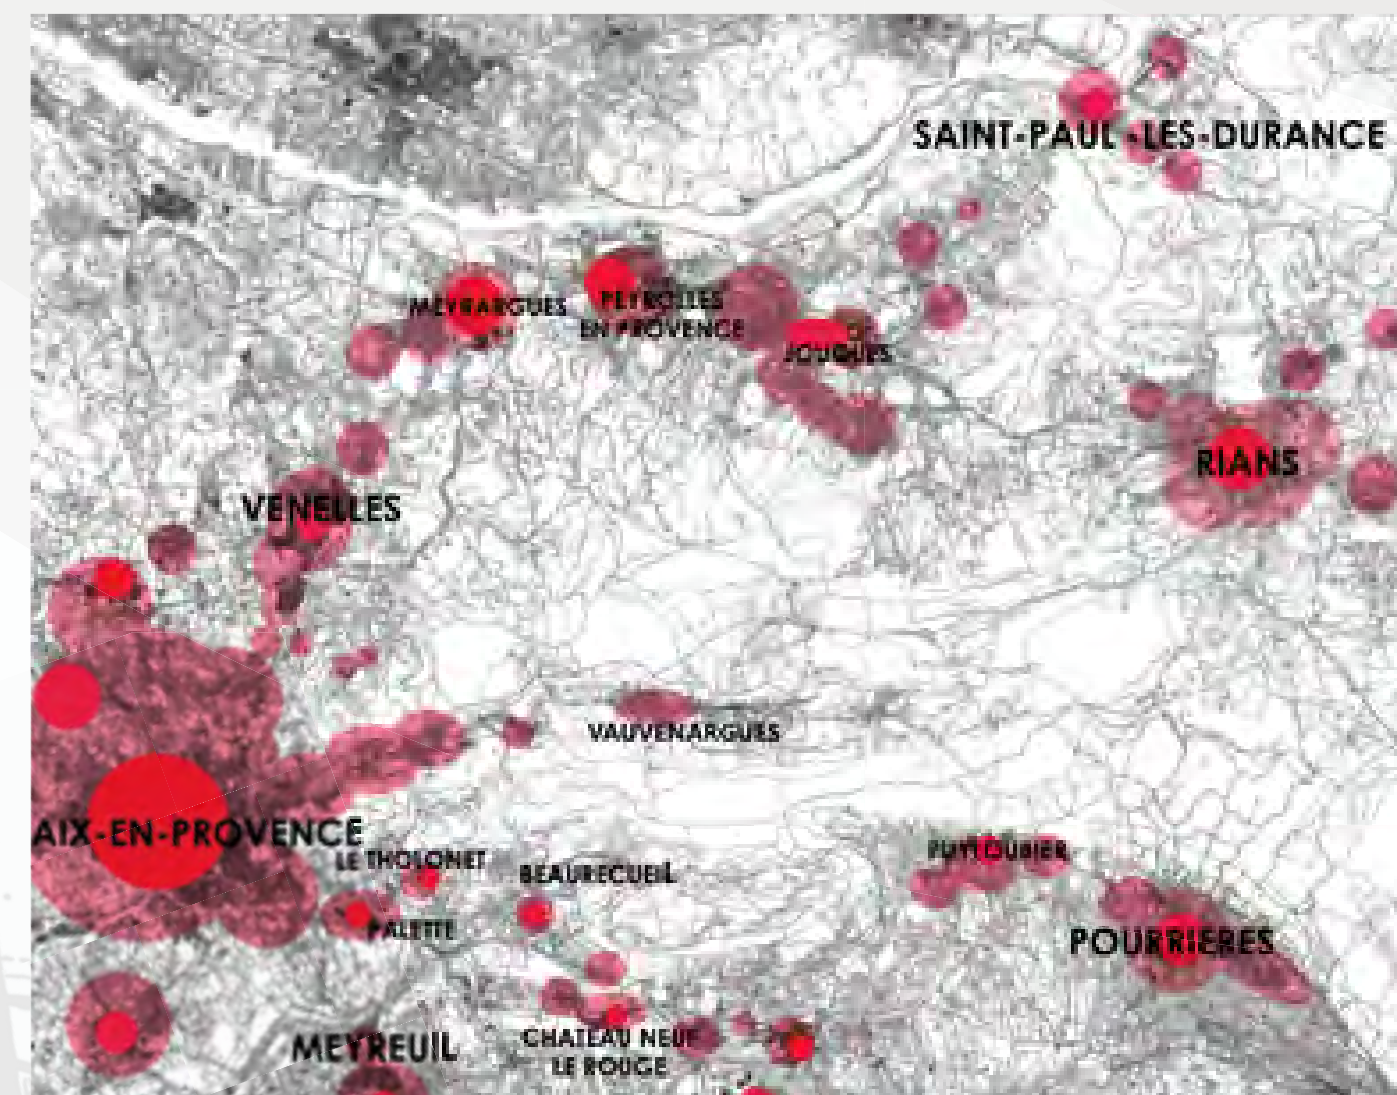 SAINT-PAUL -LES-DURANCE
MEYRARGUES
PEYROLLES
EN PROVENCE
JOUQUES
RIANS
VENELLES
VAUVENARGUES
AIX-EN-PROVENCE
LE THOLONET
BEAURECUEIL
PUYLOUBIER
PALETTE
POURRIERES
CHATEAU NEUF
LE ROUGE
MEYREUIL